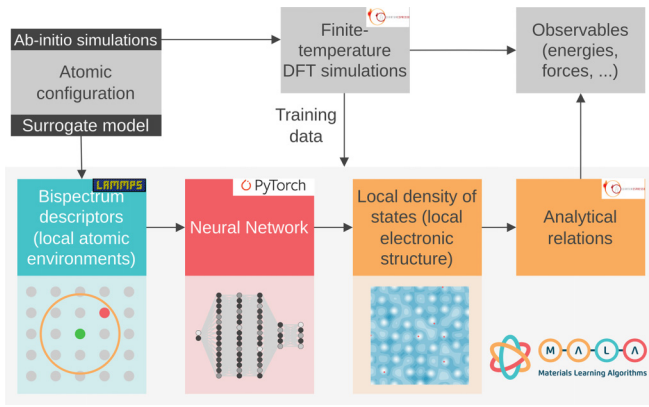 Ab-initio simulations
Atomic
configuration
Surrogate model
Finite-
temperature
DFT simulations
Observables
(energies,
forces, ...)
Training
data
LAMMPS
Bispectrum
descriptors
(local atomic
environments)
PyTorch
Neural Network
Local density of
states (local
electronic
structure)
Analytical
relations
M Λ L Λ
Materials Learning Algorithms